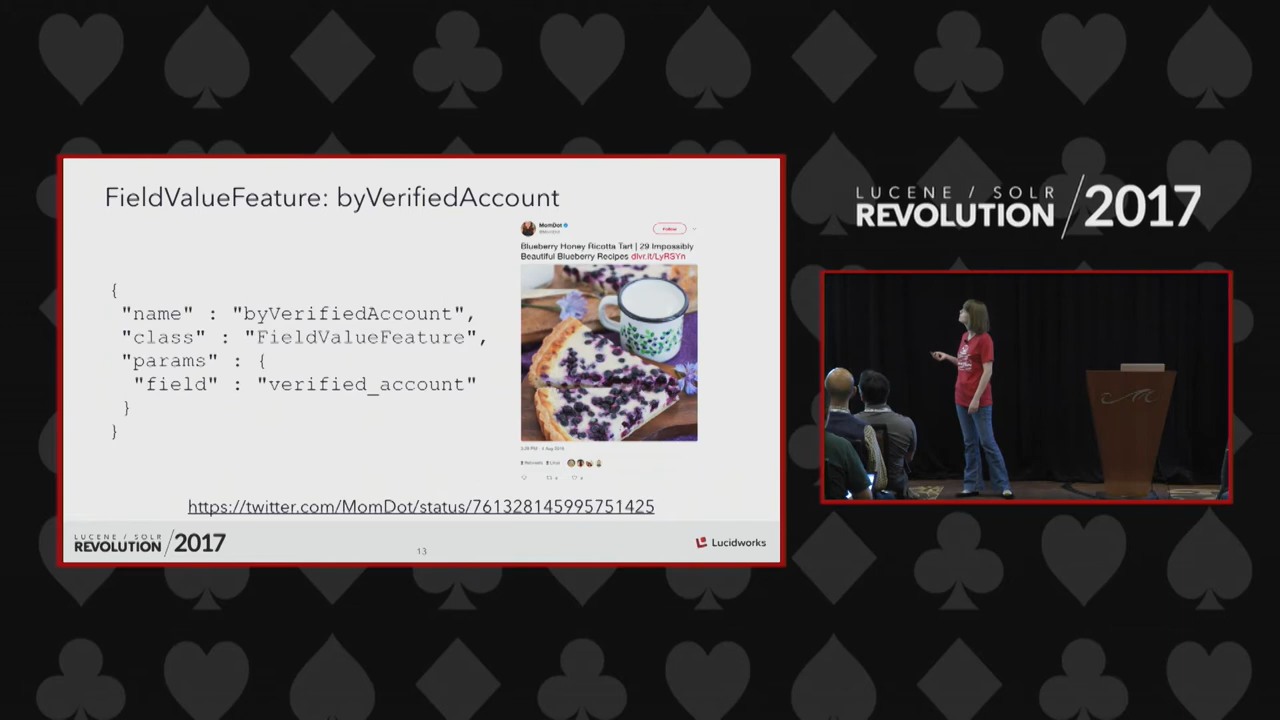 FieldValueFeature: byVerifiedAccount
{
"name" : "byVerifiedAccount",
"class" : "FieldValueFeature",
"params" : {
"field" : "verified_account"
}
}
MomDot
Follow
Blueberry Honey Ricotta Tart | 29 Impossibly
Beautiful Blueberry Recipes dlvr.it/LyRSYn
https://twitter.com/MomDot/status/761328145995751425
LUCENE / SOLR
REVOLUTION / 2017
13
Lucidworks
LUCENE / SOLR
REVOLUTION / 2017